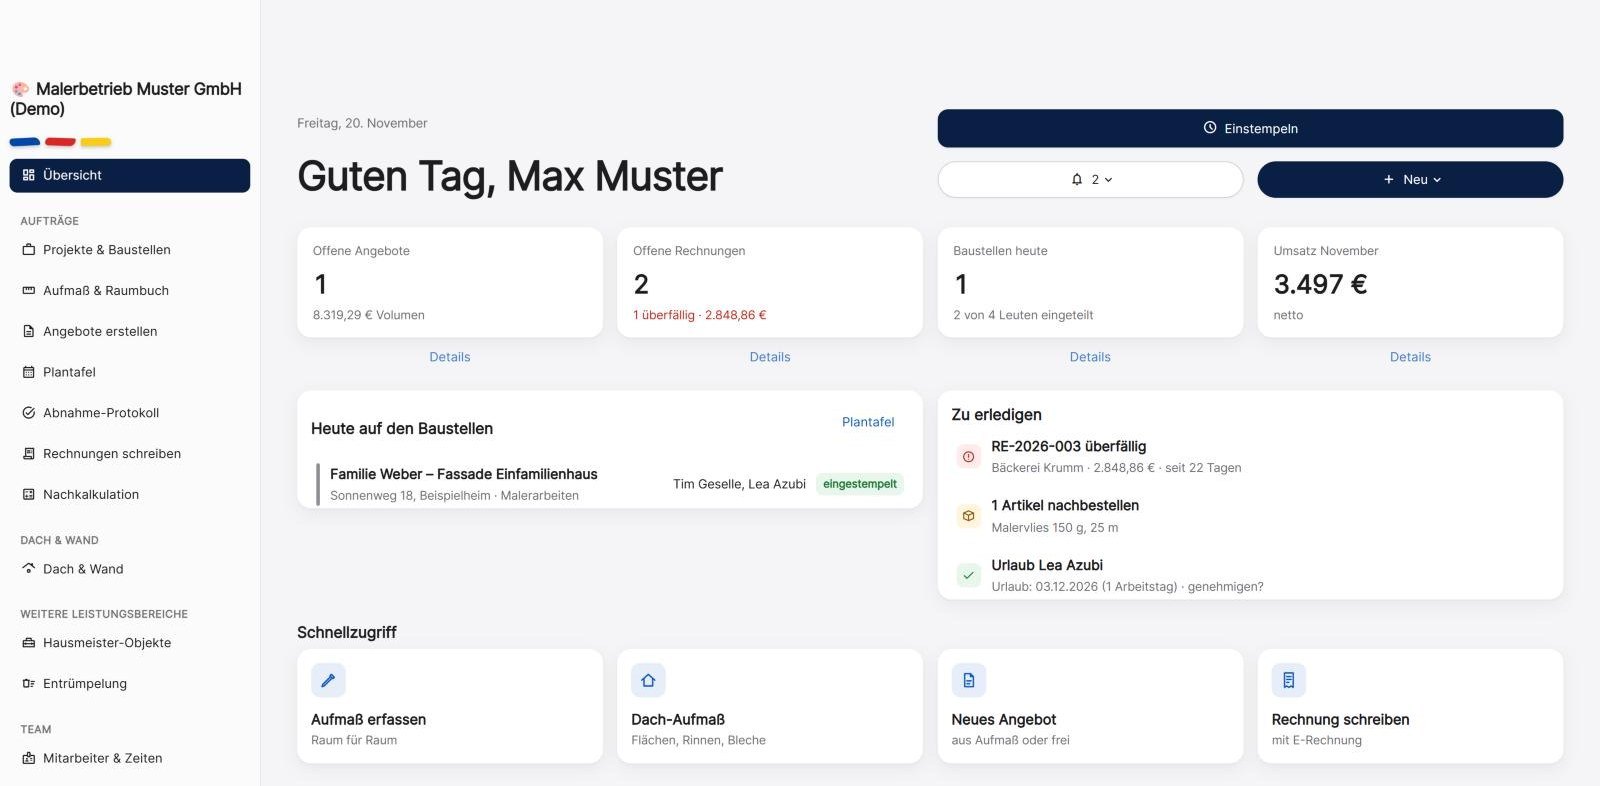 Malerbetrieb Muster GmbH
(Demo)
Übersicht
AUFTRÄGE
Projekte & Baustellen
Aufmaß & Raumbuch
Angebote erstellen
Plantafel
Abnahme-Protokoll
Rechnungen schreiben
Nachkalkulation
DACH & WAND
Dach & Wand
WEITERE LEISTUNGSBEREICHE
Hausmeister-Objekte
Entrümpelung
TEAM
Mitarbeiter & Zeiten
Freitag, 20. November
Guten Tag, Max Muster
Einstempeln
2
Neu
Offene Angebote
1
8.319,29 € Volumen
Details
Offene Rechnungen
2
1 überfällig · 2.848,86 €
Details
Baustellen heute
1
2 von 4 Leuten eingeteilt
Details
Umsatz November
3.497 €
netto
Details
Heute auf den Baustellen
Plantafel
Familie Weber – Fassade Einfamilienhaus
Sonnenweg 18, Beispielheim · Malerarbeiten
Tim Geselle, Lea Azubi
eingestempelt
Zu erledigen
RE-2026-003 überfällig
Bäckerei Krumm · 2.848,86 € · seit 22 Tagen
1 Artikel nachbestellen
Malervlies 150 g, 25 m
Urlaub Lea Azubi
Urlaub: 03.12.2026 (1 Arbeitstag) · genehmigen?
Schnellzugriff
Aufmaß erfassen
Raum für Raum
Dach-Aufmaß
Flächen, Rinnen, Bleche
Neues Angebot
aus Aufmaß oder frei
Rechnung schreiben
mit E-Rechnung